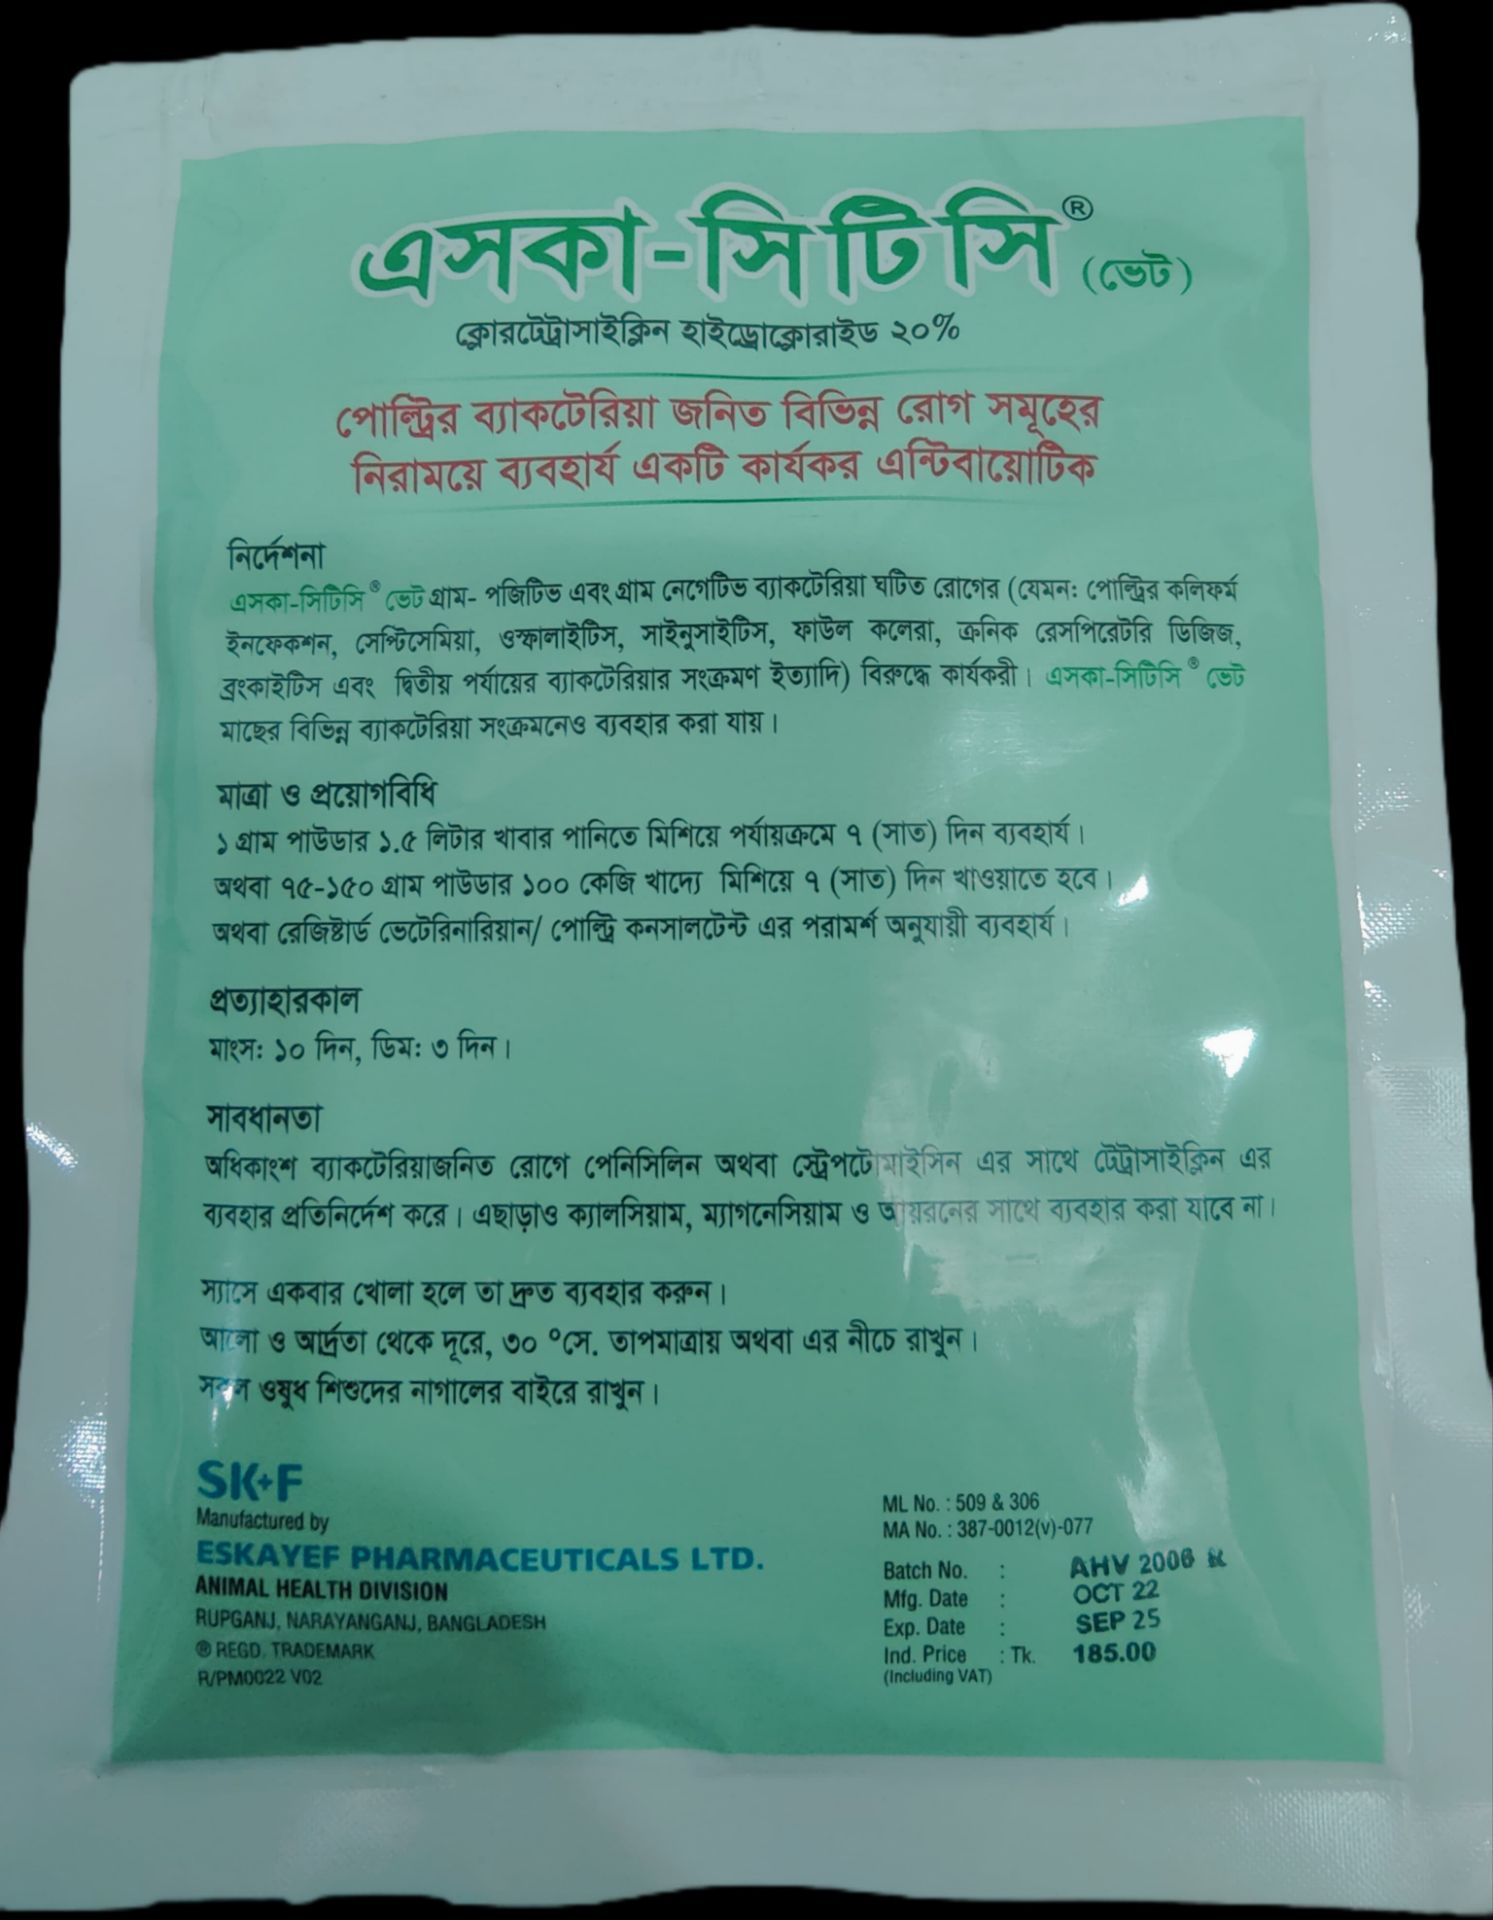 এসকা-সিটিসি® (ভেট)
ক্লোরটেট্রাসাইক্লিন হাইড্রোক্লোরাইড ২০%
পোল্ট্রির ব্যাকটেরিয়া জনিত বিভিন্ন রোগ সমূহের
নিরাময়ে ব্যবহার্য একটি কার্যকর এন্টিবায়োটিক
নির্দেশনা
এসকা-সিটিসি® ভেট গ্রাম- পজিটিভ এবং গ্রাম নেগেটিভ ব্যাকটেরিয়া ঘটিত রোগের (যেমন: পোল্ট্রির কলিফর্ম
ইনফেকশন, সেপ্টিসেমিয়া, ওম্ফালাইটিস, সাইনুসাইটিস, ফাউল কলেরা, ক্রনিক রেসপিরেটরি ডিজিজ,
ব্রংকাইটিস এবং দ্বিতীয় পর্যায়ের ব্যাকটেরিয়ার সংক্রমণ ইত্যাদি) বিরুদ্ধে কার্যকরী। এসকা-সিটিসি® ভেট
মাছের বিভিন্ন ব্যাকটেরিয়া সংক্রমনেও ব্যবহার করা যায়।
মাত্রা ও প্রয়োগবিধি
১ গ্রাম পাউডার ১.৫ লিটার খাবার পানিতে মিশিয়ে পর্যায়ক্রমে ৭ (সাত) দিন ব্যবহার্য।
অথবা ৭৫-১৫০ গ্রাম পাউডার ১০০ কেজি খাদ্যে মিশিয়ে ৭ (সাত) দিন খাওয়াতে হবে।
অথবা রেজিষ্টার্ড ভেটেরিনারিয়ান/ পোল্ট্রি কনসালটেন্ট এর পরামর্শ অনুযায়ী ব্যবহার্য।
প্রত্যাহারকাল
মাংস: ১০ দিন, ডিম: ৩ দিন।
সাবধানতা
অধিকাংশ ব্যাকটেরিয়াজনিত রোগে পেনিসিলিন অথবা স্ট্রেপটোমাইসিন এর সাথে টেট্রাসাইক্লিন এর
ব্যবহার প্রতিনির্দেশ করে। এছাড়াও ক্যালসিয়াম, ম্যাগনেসিয়াম ও আয়রনের সাথে ব্যবহার করা যাবে না।
স্যাসে একবার খোলা হলে তা দ্রুত ব্যবহার করুন।
আলো ও আর্দ্রতা থেকে দূরে, ৩০ °সে. তাপমাত্রায় অথবা এর নীচে রাখুন।
সকল ওষুধ শিশুদের নাগালের বাইরে রাখুন।
SK+F
Manufactured by
ESKAYEF PHARMACEUTICALS LTD.
ANIMAL HEALTH DIVISION
RUPGANJ, NARAYANGANJ, BANGLADESH
® REGD. TRADEMARK
R/PM0022 V02
ML No. : 509 & 306
MA No. : 387-0012(v)-077
Batch No. : AHV 2006 K
Mfg. Date : OCT 22
Exp. Date : SEP 25
Ind. Price : Tk. 185.00
(Including VAT)